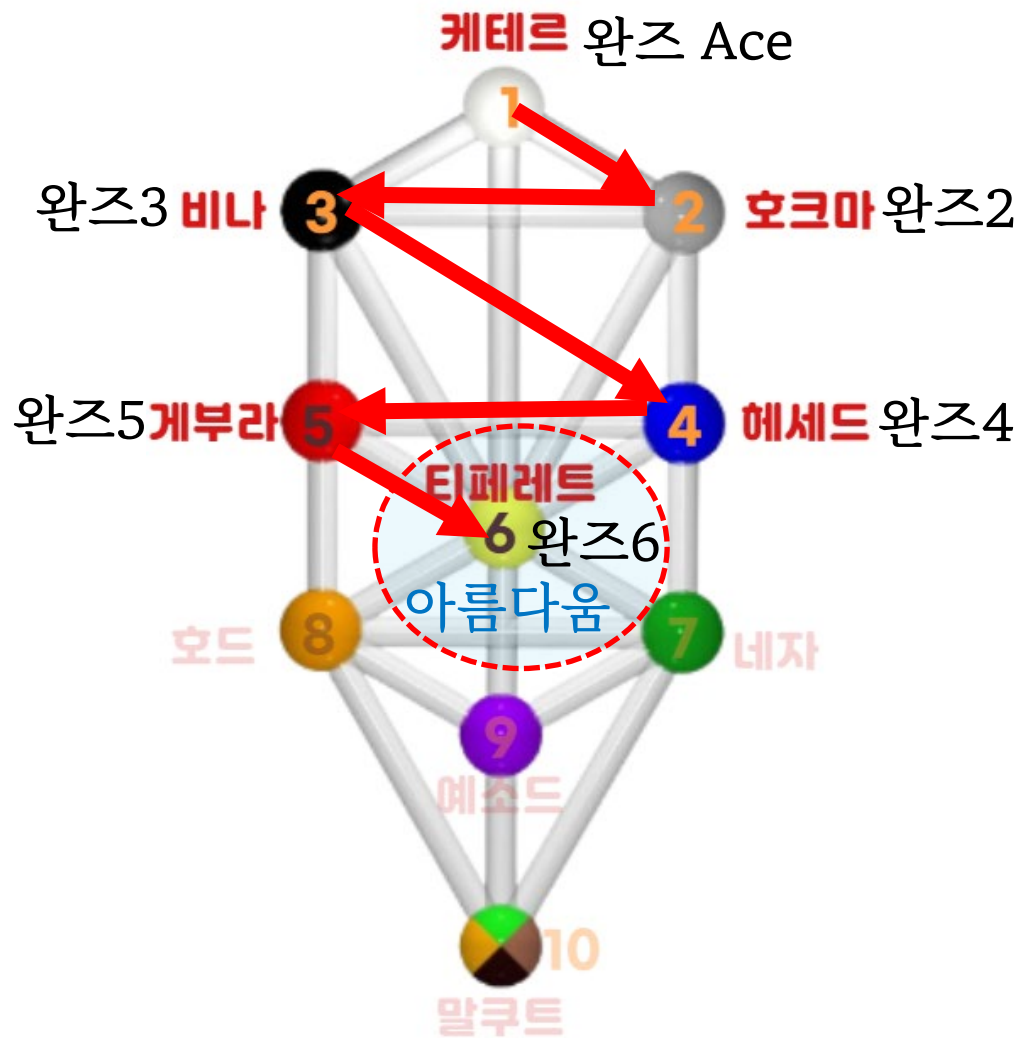 케테르 완즈 Ace
1
완즈3 비나 3
2 호크마 완즈2
완즈5 게부라 5
4 헤세드 완즈4
티페레트
6 완즈6
아름다움
호드 8
7 네자
9
예소드
10
말쿠트